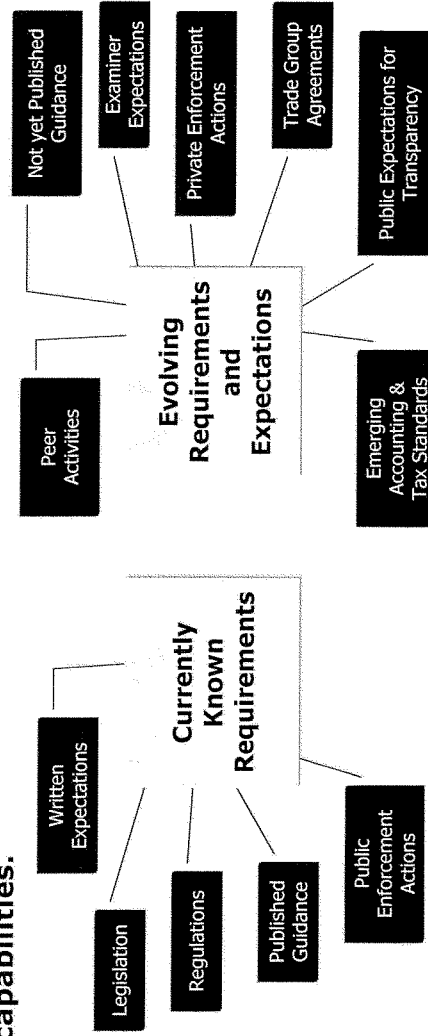 capabilities.
Written
Expectations
Legislation
Regulations
Published
Guidance
Public
Enforcement
Actions
Currently
Known
Requirements
Peer
Activities
Not yet Published
Guidance
Examiner
Expectations
Private Enforcement
Actions
Trade Group
Agreements
Public Expectations for
Transparency
Emerging
Accounting &
Tax Standards
Evolving
Requirements
and
Expectations